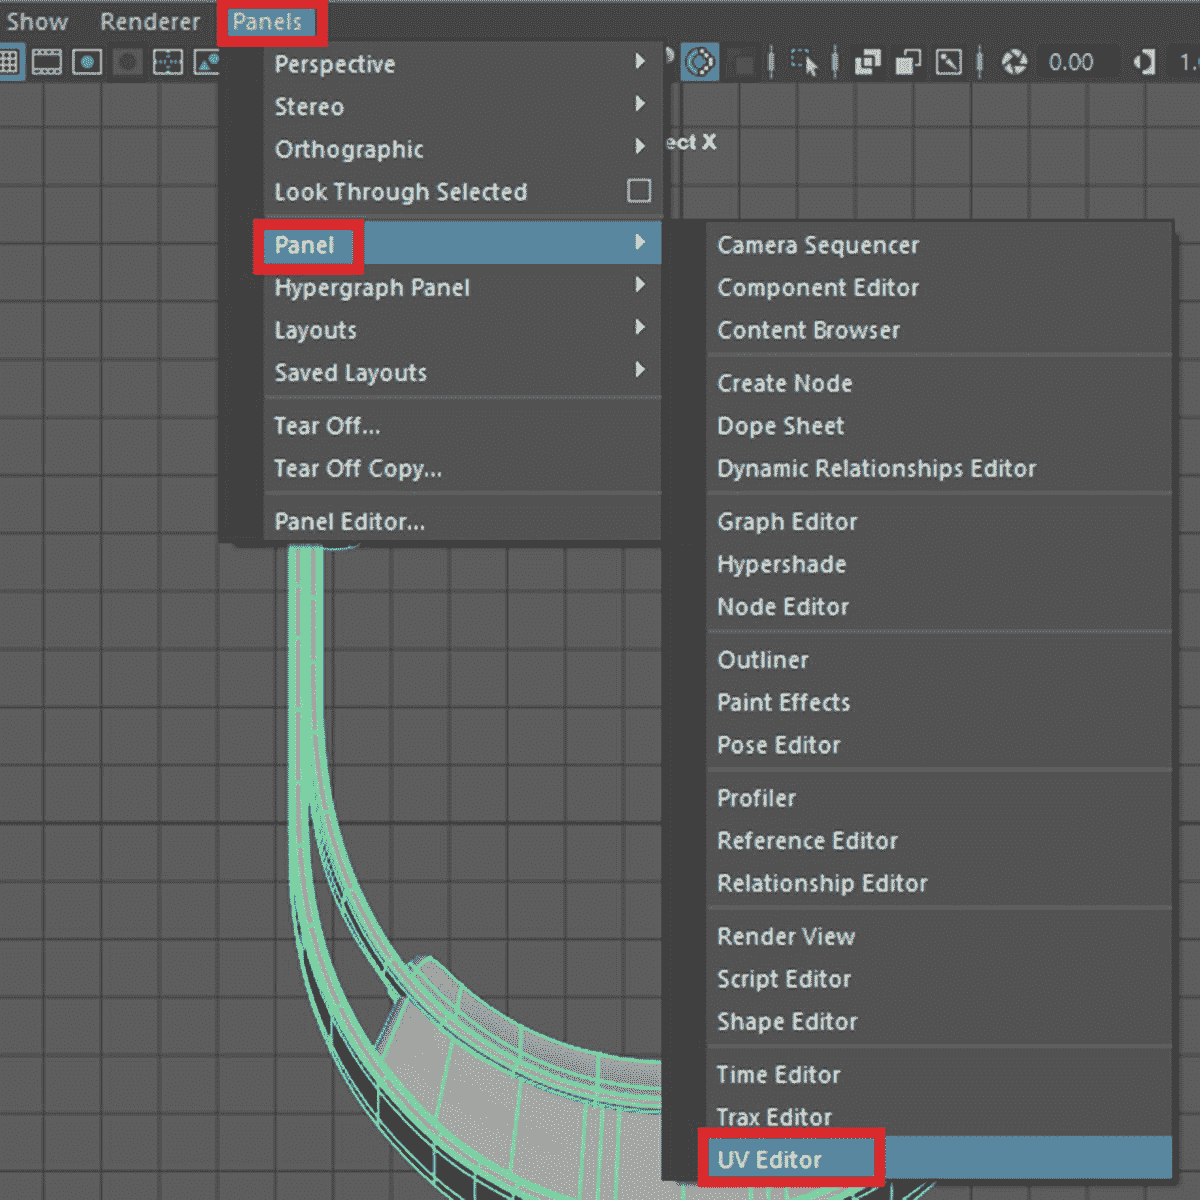 Show Renderer Panels
0.00
ect X
Perspective
Stereo
Orthographic
Look Through Selected
Panel
Hypergraph Panel
Layouts
Saved Layouts
Tear Off...
Tear Off Copy...
Panel Editor...
Camera Sequencer
Component Editor
Content Browser
Create Node
Dope Sheet
Dynamic Relationships Editor
Graph Editor
Hypershade
Node Editor
Outliner
Paint Effects
Pose Editor
Profiler
Reference Editor
Relationship Editor
Render View
Script Editor
Shape Editor
Time Editor
Trax Editor
UV Editor